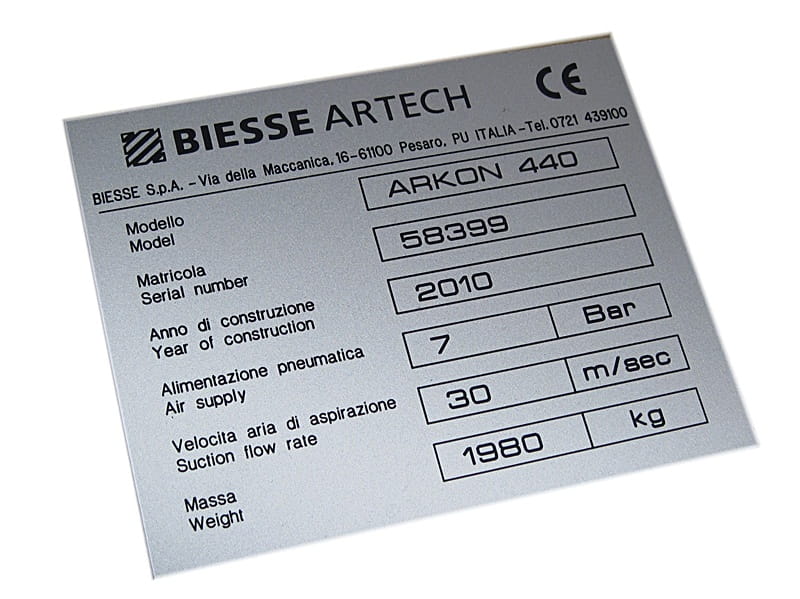 BIESSE ARTECH CE
BIESSE S.p.A. - Via della Maccanica, 16-61100 Pesaro, PU ITALIA -Tel. 0721 439100
Modello
Model
ARKON 440
Matricola
Serial number
58399
Anno di construzione
Year of construction
2010
Alimentazione pneumatica
Air supply
7 Bar
Velocita aria di aspirazione
Suction flow rate
30 m/sec
Massa
Weight
1980 kg